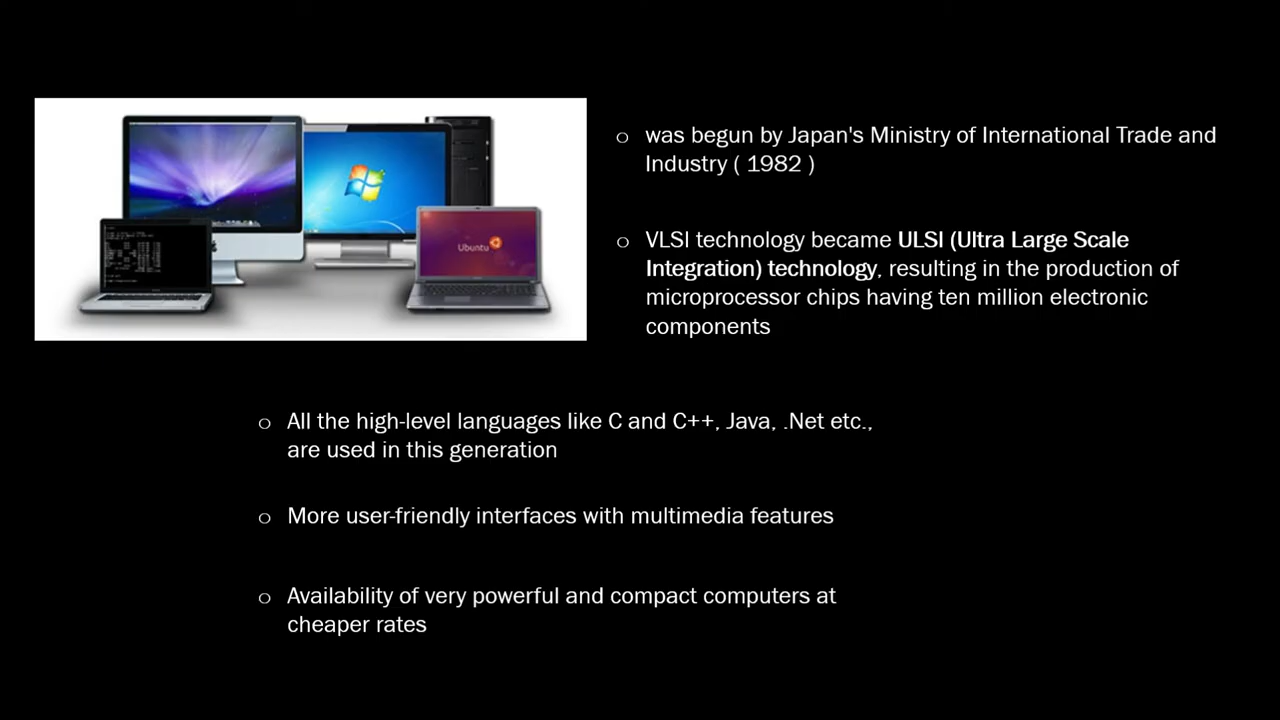 was begun by Japan's Ministry of International Trade and
Industry ( 1982 )
VLSI technology became ULSI (Ultra Large Scale
Integration) technology, resulting in the production of
microprocessor chips having ten million electronic
components
Ubuntu
All the high-level languages like C and C++, Java, .Net etc.,
are used in this generation
More user-friendly interfaces with multimedia features
Availability of very powerful and compact computers at
cheaper rates